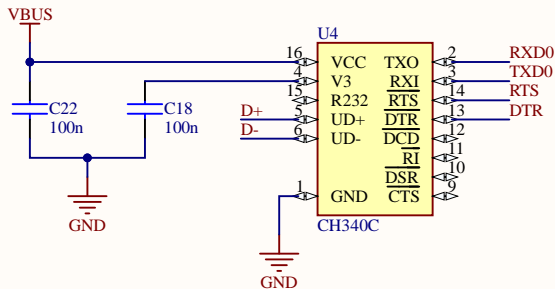 VBUS
U4
16 VCC TXO 2 RXD0
4 V3 RXI 3 TXD0
15 R232 RTS 14 RTS
D+ 5 UD+ DTR 13 DTR
D- 6 UD- DCD 12
RI 11
DSR 10
1 GND CTS 9
CH340C
C22
100n
C18
100n
GND
GND